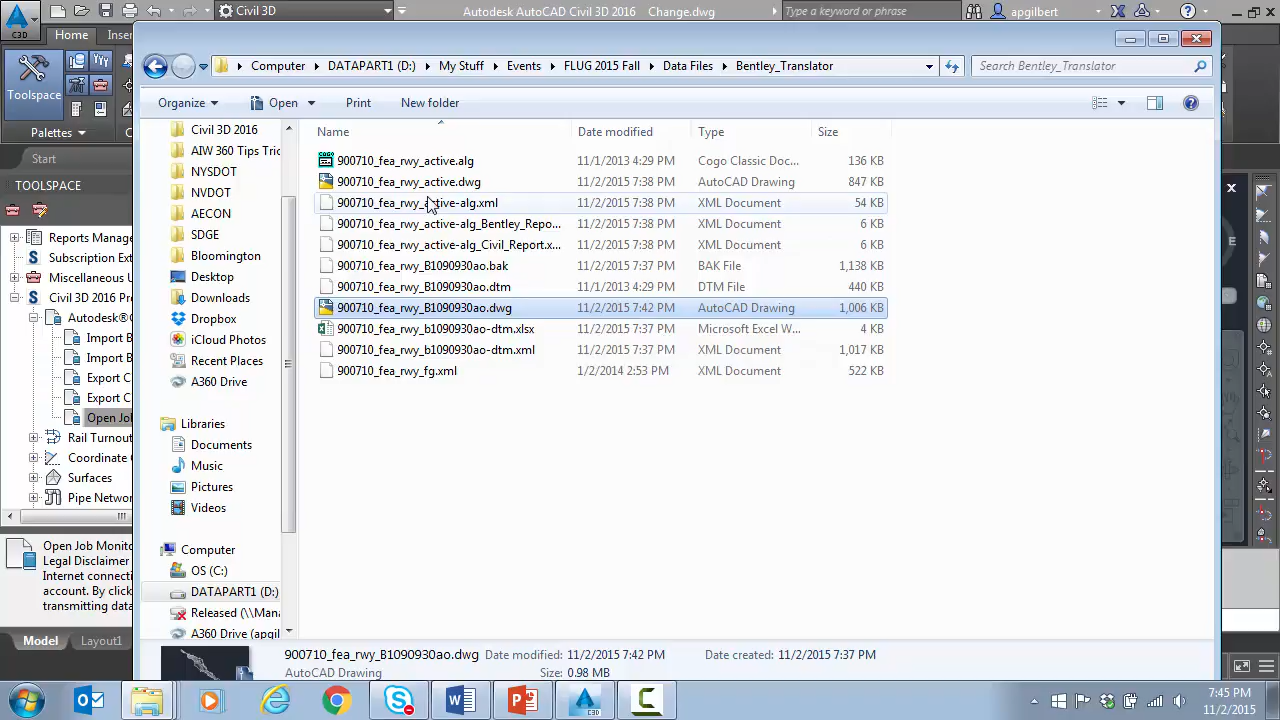 apgilbert
Civil 3D
Autodesk AutoCAD Civil 3D 2016 Change.dwg
Type a keyword or phrase
apgilbert
C3D
Home
Inser
Computer
DATAPART1 (D:)
My Stuff
Events
FLUG2015 Fall
Data Files
Bentley_Translator
Search Bentley_Translator
Toolspace
Palettes
Organize
Open
Print
New folder
Start
TOOLSPACE
Reports Manager
Subscription Ext
Miscellaneous U
Civil 3D 2016 Pr
Autodesk®
Import B
Import B
Export C
Export C
Open Job
Rail Turnout
Coordinate
Surfaces
Pipe Network
Open Job Monito
Legal Disclaimer
Internet connecti
account. By click
transmitting data
Model
Layout1
Civil 3D 2016
AIW 360 Tips Tric
NYSDOT
NVDOT
AECON
SDGE
Bloomington
Desktop
Downloads
Dropbox
iCloud Photos
Recent Places
A360 Drive
Libraries
Documents
Music
Pictures
Videos
Computer
OS (C:)
DATAPART1 (D:)
Released (\\Mana
A360 Drive (apgil
Name Date modified Type Size
900710_fea_rwy_active.alg 11/1/2013 4:29 PM Cogo Classic Doc... 136 KB
900710_fea_rwy_active.dwg 11/2/2015 7:38 PM AutoCAD Drawing 847 KB
900710_fea_rwy_active-alg.xml 11/2/2015 7:38 PM XML Document 54 KB
900710_fea_rwy_active-alg_Bentley_Repo... 11/2/2015 7:38 PM XML Document 6 KB
900710_fea_rwy_active-alg_Civil_Report.x... 11/2/2015 7:38 PM XML Document 6 KB
900710_fea_rwy_B1090930ao.bak 11/2/2015 7:37 PM BAK File 1,138 KB
900710_fea_rwy_B1090930ao.dtm 11/1/2013 4:29 PM DTM File 440 KB
900710_fea_rwy_B1090930ao.dwg 11/2/2015 7:42 PM AutoCAD Drawing 1,006 KB
900710_fea_rwy_b1090930ao-dtm.xlsx 11/2/2015 7:37 PM Microsoft Excel W... 4 KB
900710_fea_rwy_b1090930ao-dtm.xml 11/2/2015 7:37 PM XML Document 1,017 KB
900710_fea_rwy_fg.xml 1/2/2014 2:53 PM XML Document 522 KB
900710_fea_rwy_B1090930ao.dwg Date modified: 11/2/2015 7:42 PM Date created: 11/2/2015 7:37 PM
AutoCAD Drawing Size: 0.98 MB
7:45 PM
11/2/2015